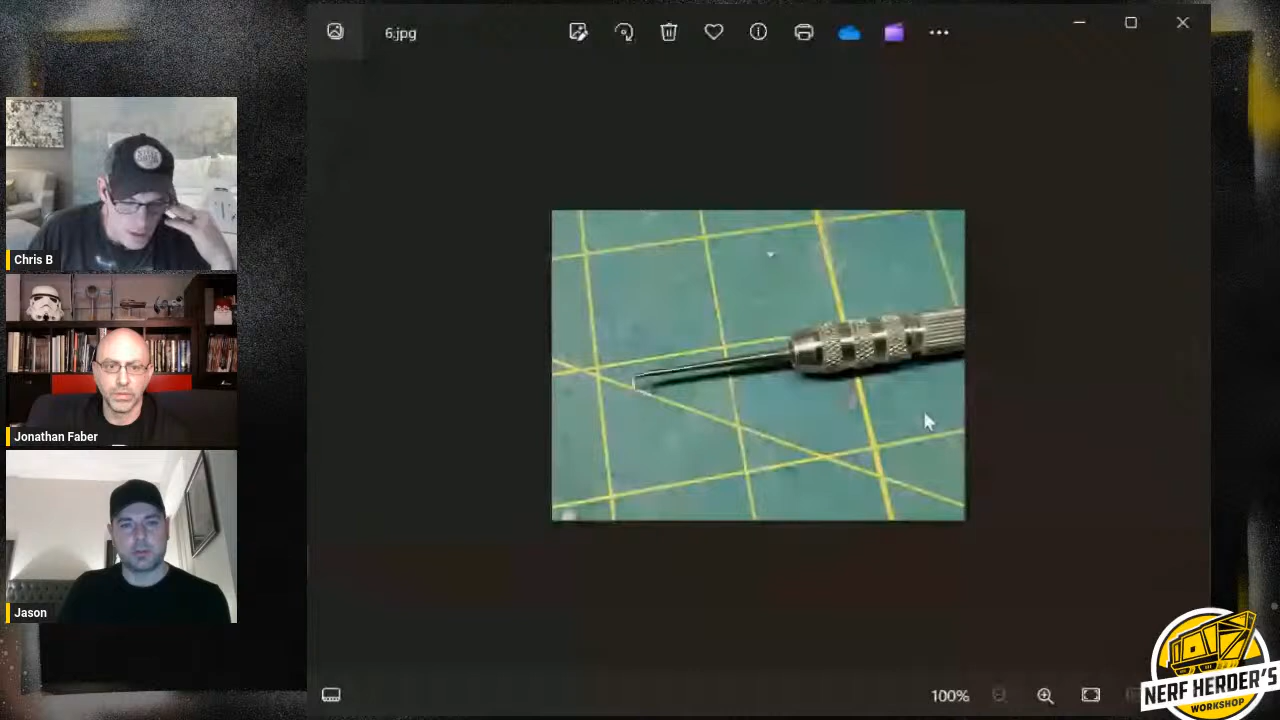 6.jpg
Chris B
Jonathan Faber
Jason
100%
NERF HERDER'S
WORKSHOP